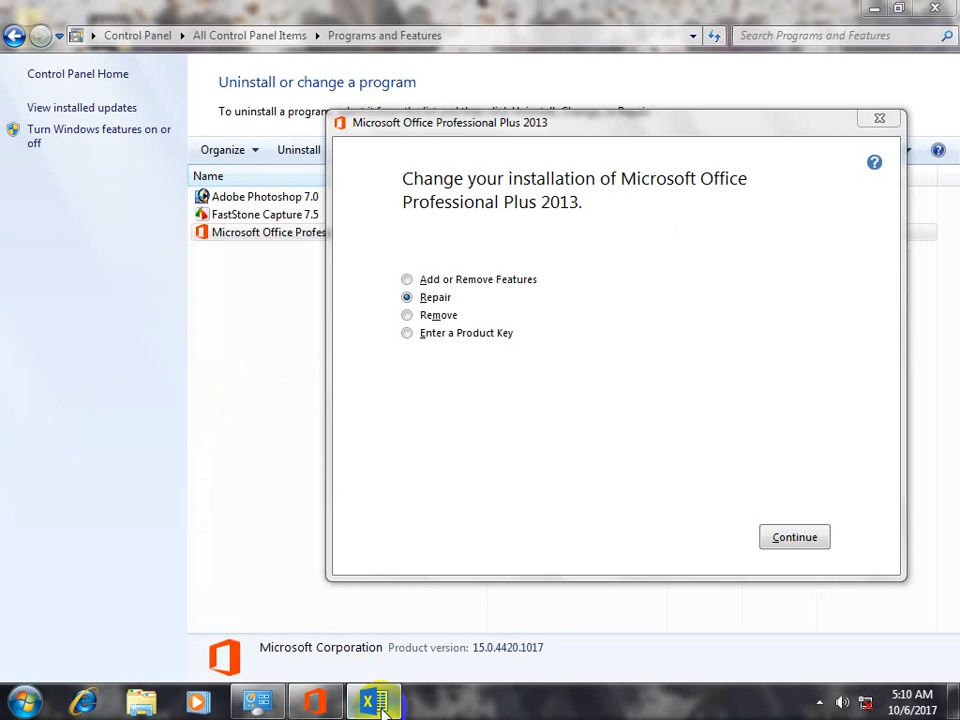 Control Panel All Control Panel Items Programs and Features
Search Programs and Features
Control Panel Home
View installed updates
Turn Windows features on or off
Uninstall or change a program
To uninstall a program,
Organize Uninstall
Name
Adobe Photoshop 7.0
FastStone Capture 7.5
Microsoft Office Profes
Microsoft Office Professional Plus 2013
Change your installation of Microsoft Office
Professional Plus 2013.
Add or Remove Features
Repair
Remove
Enter a Product Key
Continue
Microsoft Corporation Product version: 15.0.4420.1017
5:10 AM
10/6/2017